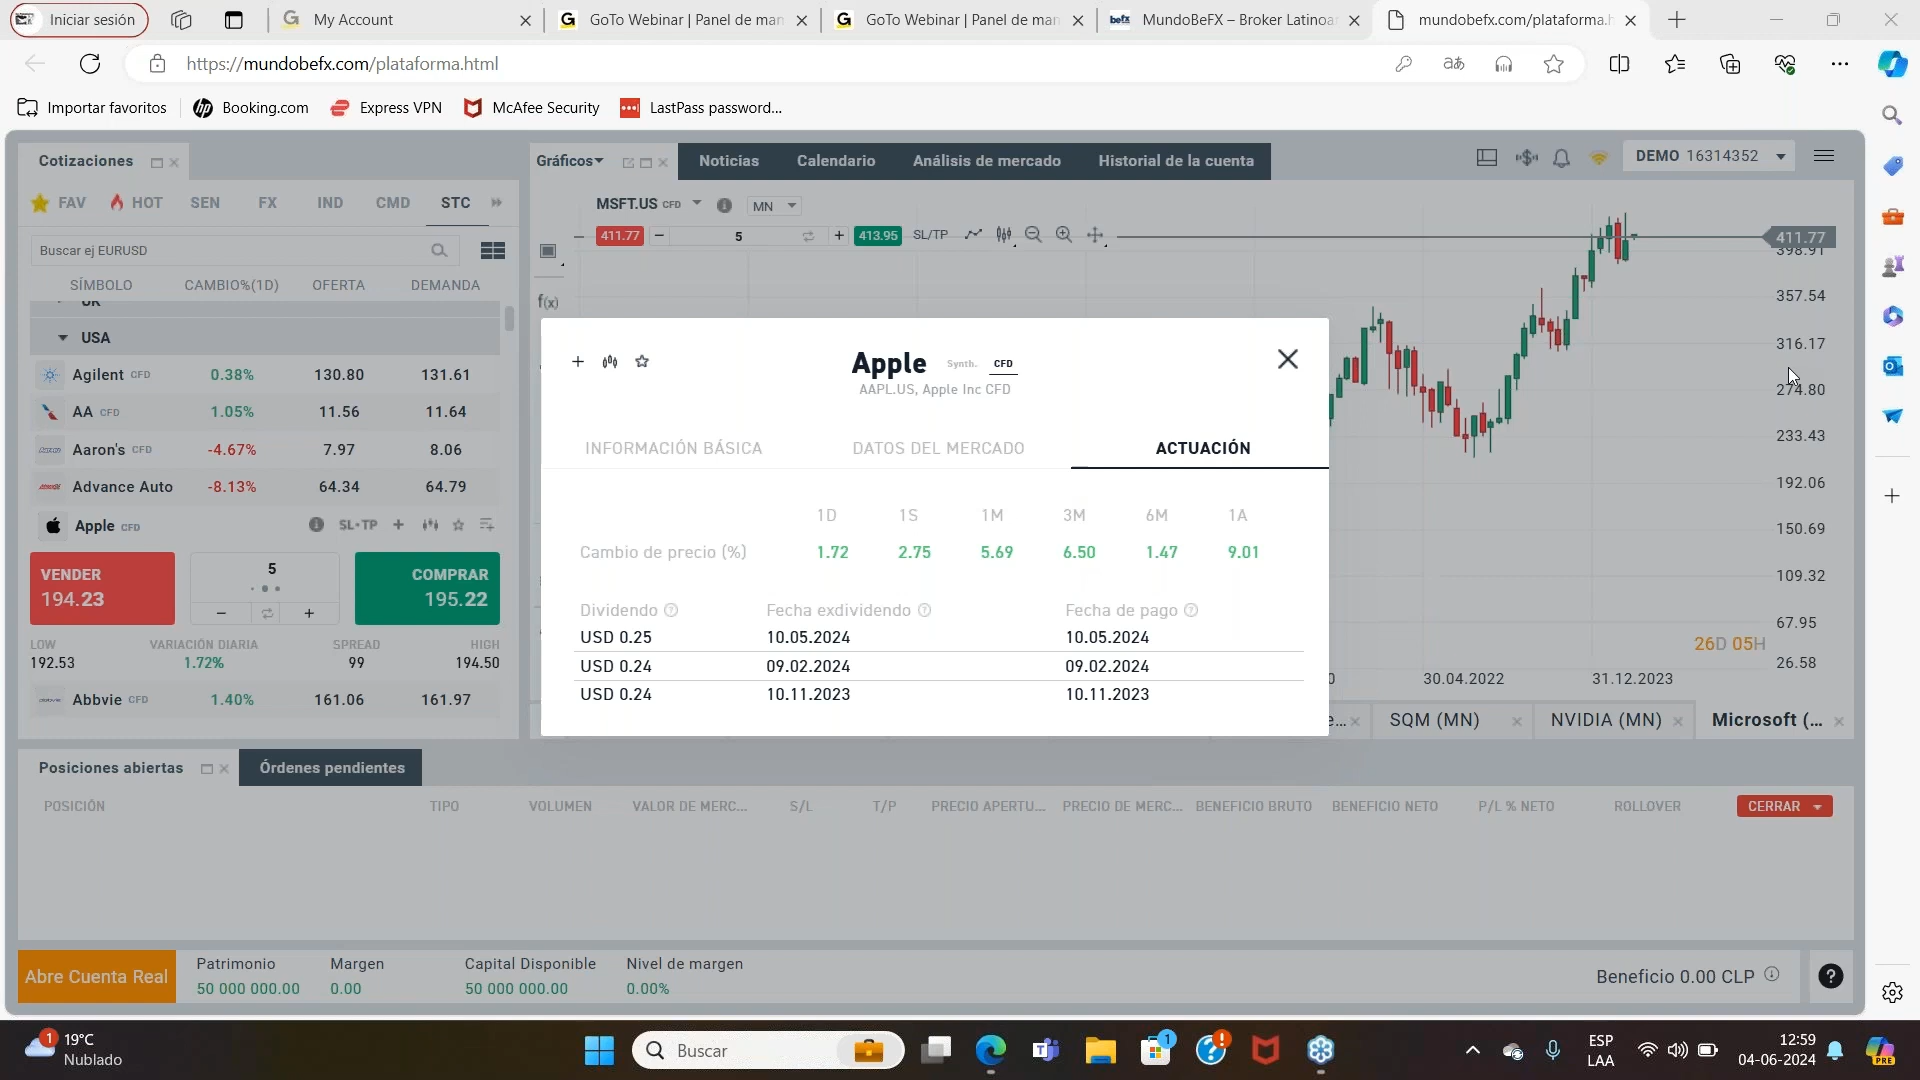 Iniciar sesión
My Account
GoTo Webinar | Panel de man
GoTo Webinar | Panel de man
befx MundoBeFX – Broker Latinoar
mundobefx.com/plataforma.h
https://mundobefx.com/plataforma.html
Importar favoritos
Booking.com
Express VPN
McAfee Security
LastPass password...
Cotizaciones
FAV HOT SEN FX IND CMD STC
Buscar ej EURUSD
SÍMBOLO CAMBIO%(1D) OFERTA DEMANDA
UK
USA
Agilent CFD 0.38% 130.80 131.61
AA CFD 1.05% 11.56 11.64
Aaron's CFD -4.67% 7.97 8.06
Advance Auto -8.13% 64.34 64.79
Apple CFD SL+TP
VENDER 194.23
5
COMPRAR 195.22
LOW VARIACIÓN DIARIA SPREAD HIGH
192.53 1.72% 99 194.50
Abbvie CFD 1.40% 161.06 161.97
Gráficos Noticias Calendario Análisis de mercado Historial de la cuenta
DEMO 16314352
MSFT.US CFD MN
411.77 5 413.95 SL/TP
f(x)
411.77
398.91
357.54
316.17
274.80
233.43
192.06
150.69
109.32
67.95
26.58
26D 05H
30.04.2022 31.12.2023
Apple Synth. CFD
AAPL.US, Apple Inc CFD
INFORMACIÓN BÁSICA DATOS DEL MERCADO ACTUACIÓN
1D 1S 1M 3M 6M 1A
Cambio de precio (%) 1.72 2.75 5.69 6.50 1.47 9.01
Dividendo Fecha exdividendo Fecha de pago
USD 0.25 10.05.2024 10.05.2024
USD 0.24 09.02.2024 09.02.2024
USD 0.24 10.11.2023 10.11.2023
e... SQM (MN) NVIDIA (MN) Microsoft (...
Posiciones abiertas Órdenes pendientes
POSICIÓN TIPO VOLUMEN VALOR DE MERC... S/L T/P PRECIO APERTU... PRECIO DE MERC... BENEFICIO BRUTO BENEFICIO NETO P/L % NETO ROLLOVER CERRAR
Abre Cuenta Real
Patrimonio Margen Capital Disponible Nivel de margen
50 000 000.00 0.00 50 000 000.00 0.00%
Beneficio 0.00 CLP
1 19°C
Nublado
Buscar
1
ESP
LAA
12:59
04-06-2024
PRE